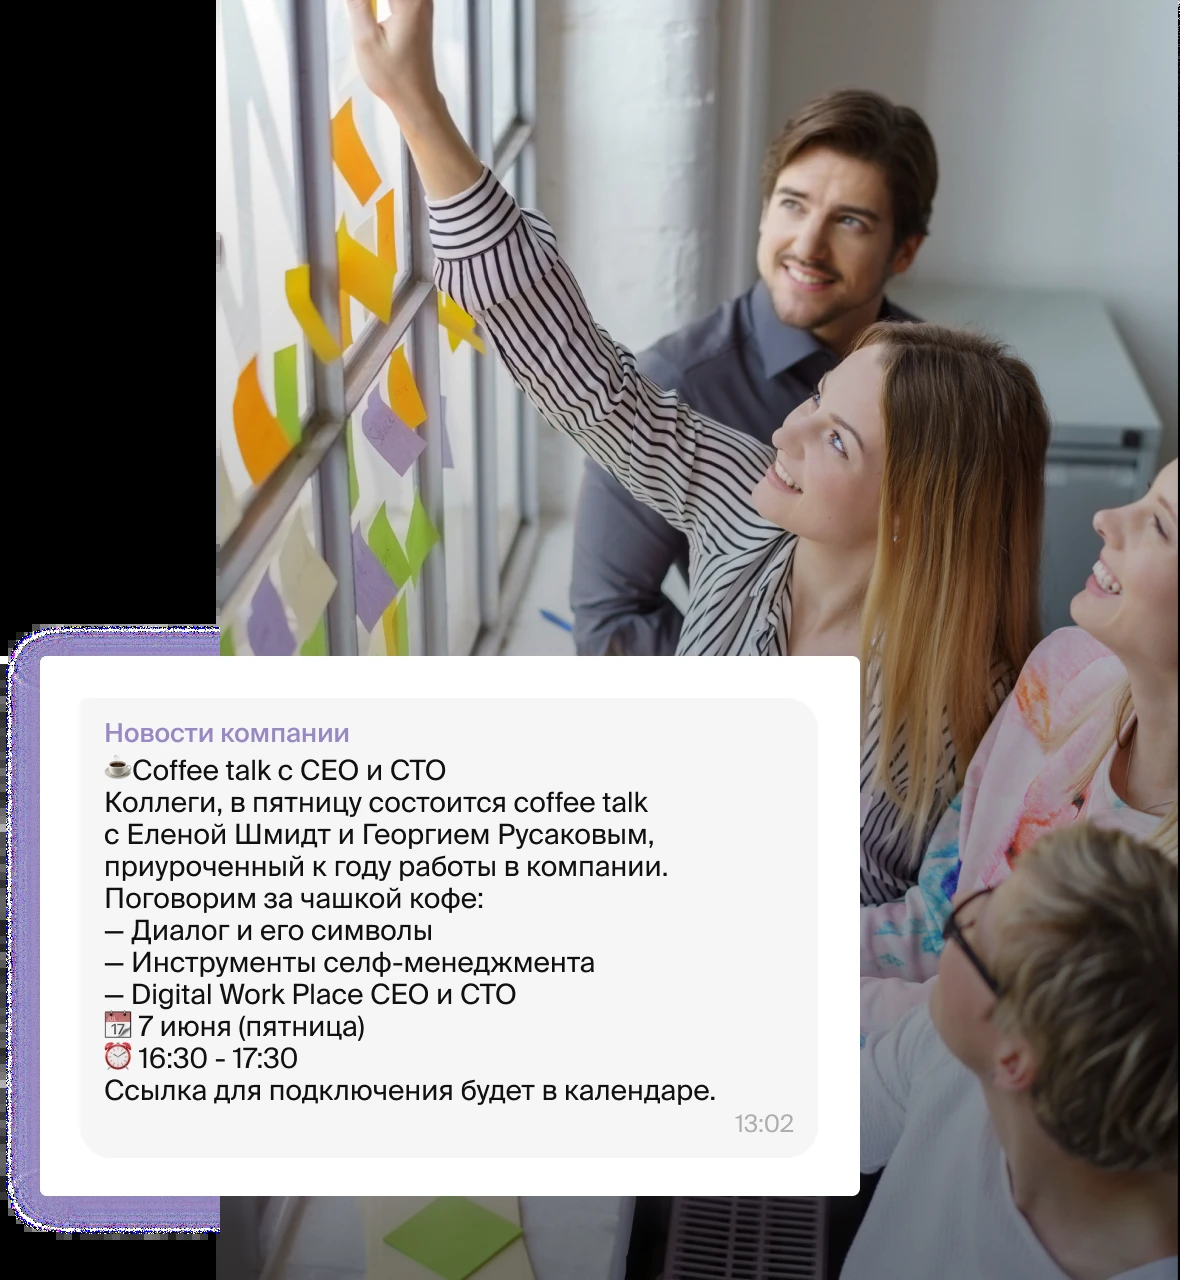 Новости компании
☕Coffee talk с CEO и CTO
Коллеги, в пятницу состоится coffee talk
с Еленой Шмидт и Георгием Русаковым,
приуроченный к году работы в компании.
Поговорим за чашкой кофе:
— Диалог и его символы
— Инструменты селф-менеджмента
— Digital Work Place CEO и CTO
📅 7 июня (пятница)
⏰ 16:30 - 17:30
Ссылка для подключения будет в календаре.
13:02